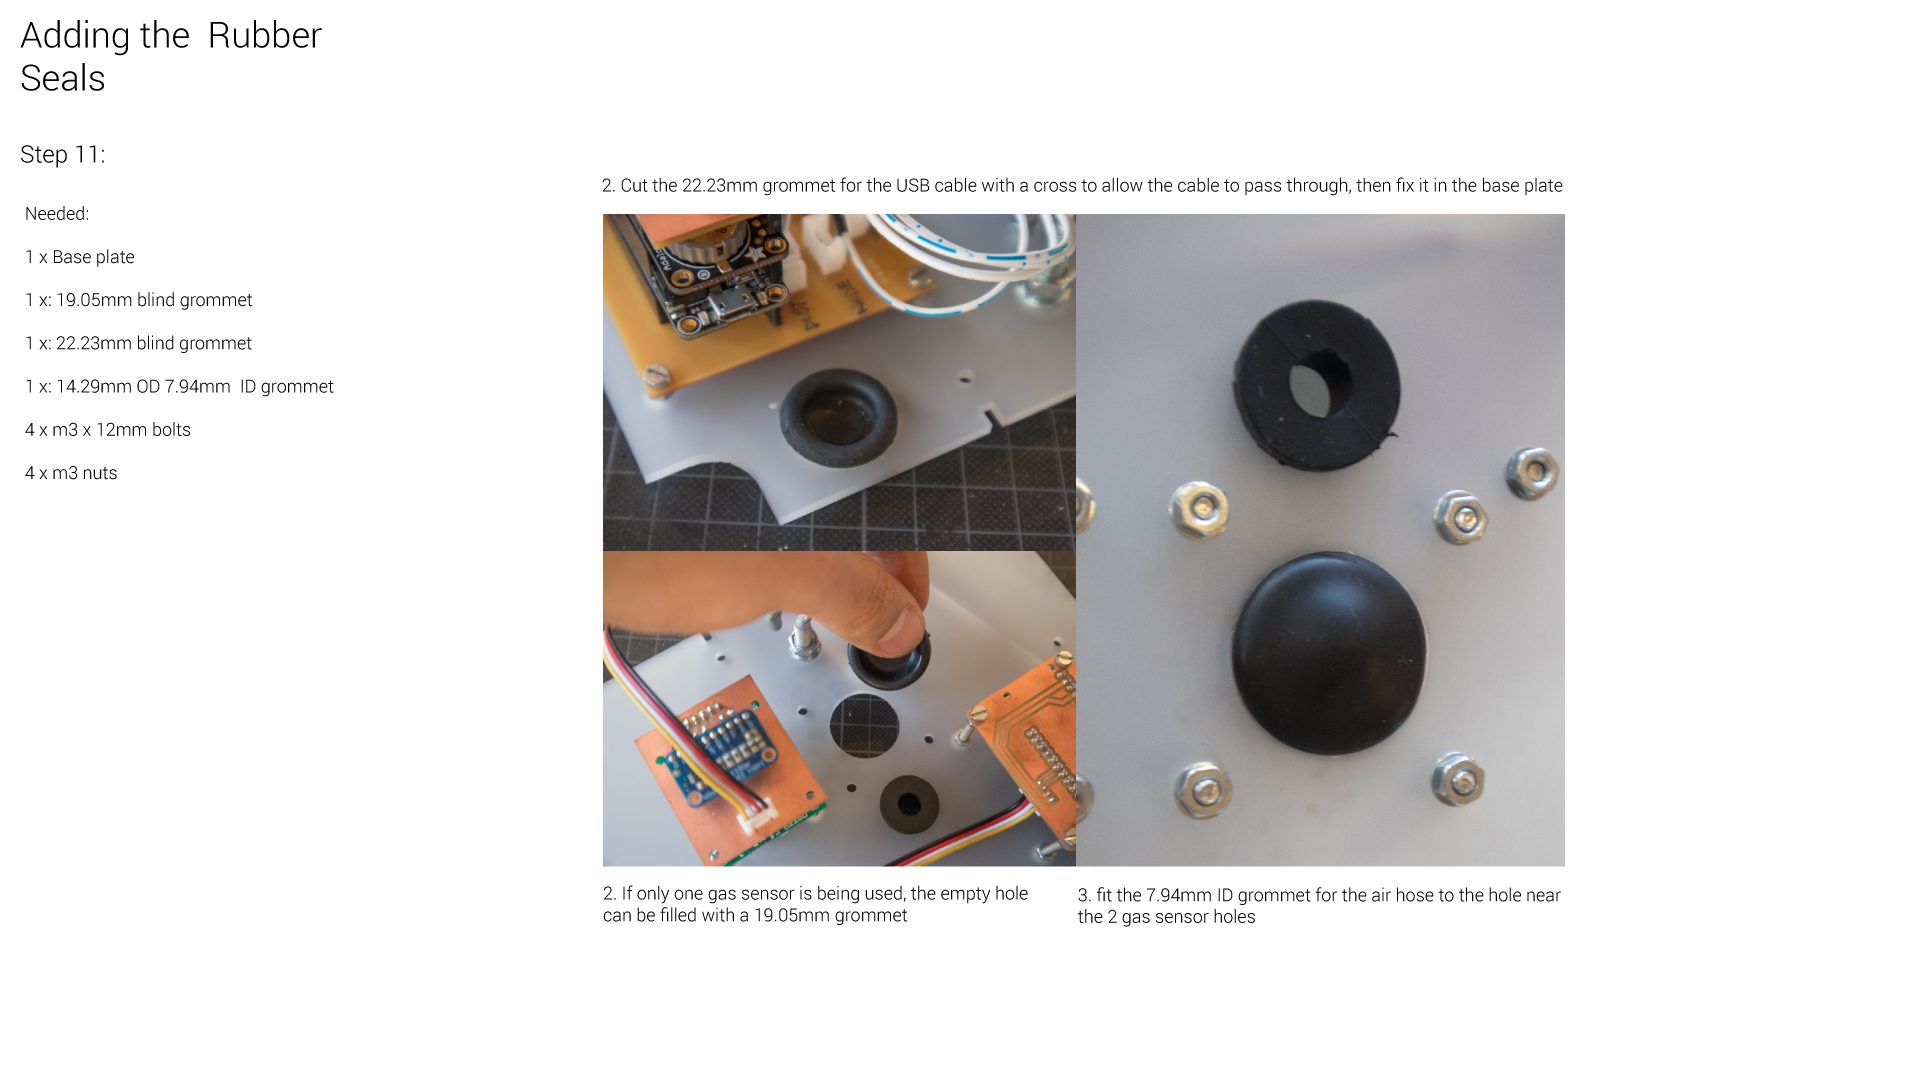 Adding the  Rubber
Seals
Step 11:
Needed:
1 x Base plate
1 x: 19.05mm blind grommet
1 x: 22.23mm blind grommet
1 x: 14.29mm OD 7.94mm  ID grommet
4 x m3 x 12mm bolts
4 x m3 nuts
2. Cut the 22.23mm grommet for the USB cable with a cross to allow the cable to pass through, then fix it in the base plate
2. If only one gas sensor is being used, the empty hole
can be filled with a 19.05mm grommet
3. fit the 7.94mm ID grommet for the air hose to the hole near
the 2 gas sensor holes